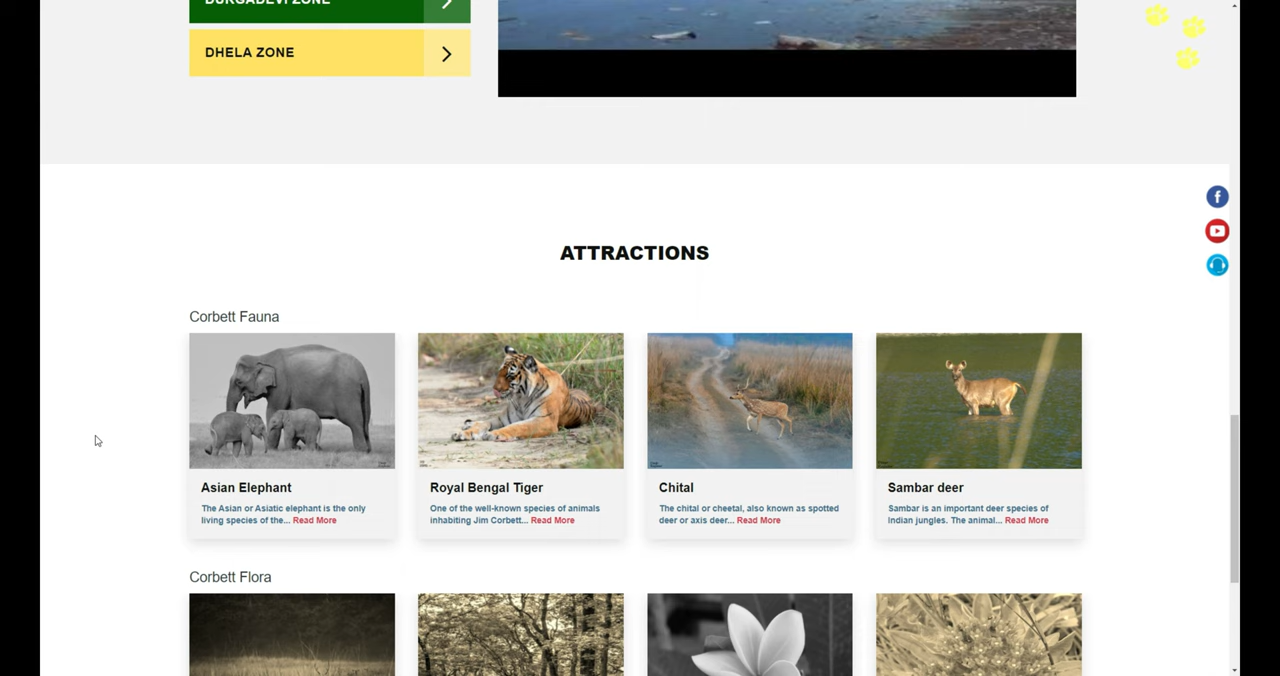 DURGADEVI ZONE
DHELA ZONE
ATTRACTIONS
Corbett Fauna
Asian Elephant
The Asian or Asiatic elephant is the only
living species of the... Read More
Royal Bengal Tiger
One of the well-known species of animals
inhabiting Jim Corbett... Read More
Chital
The chital or cheetal, also known as spotted
deer or axis deer... Read More
Sambar deer
Sambar is an important deer species of
Indian jungles. The animal... Read More
Corbett Flora